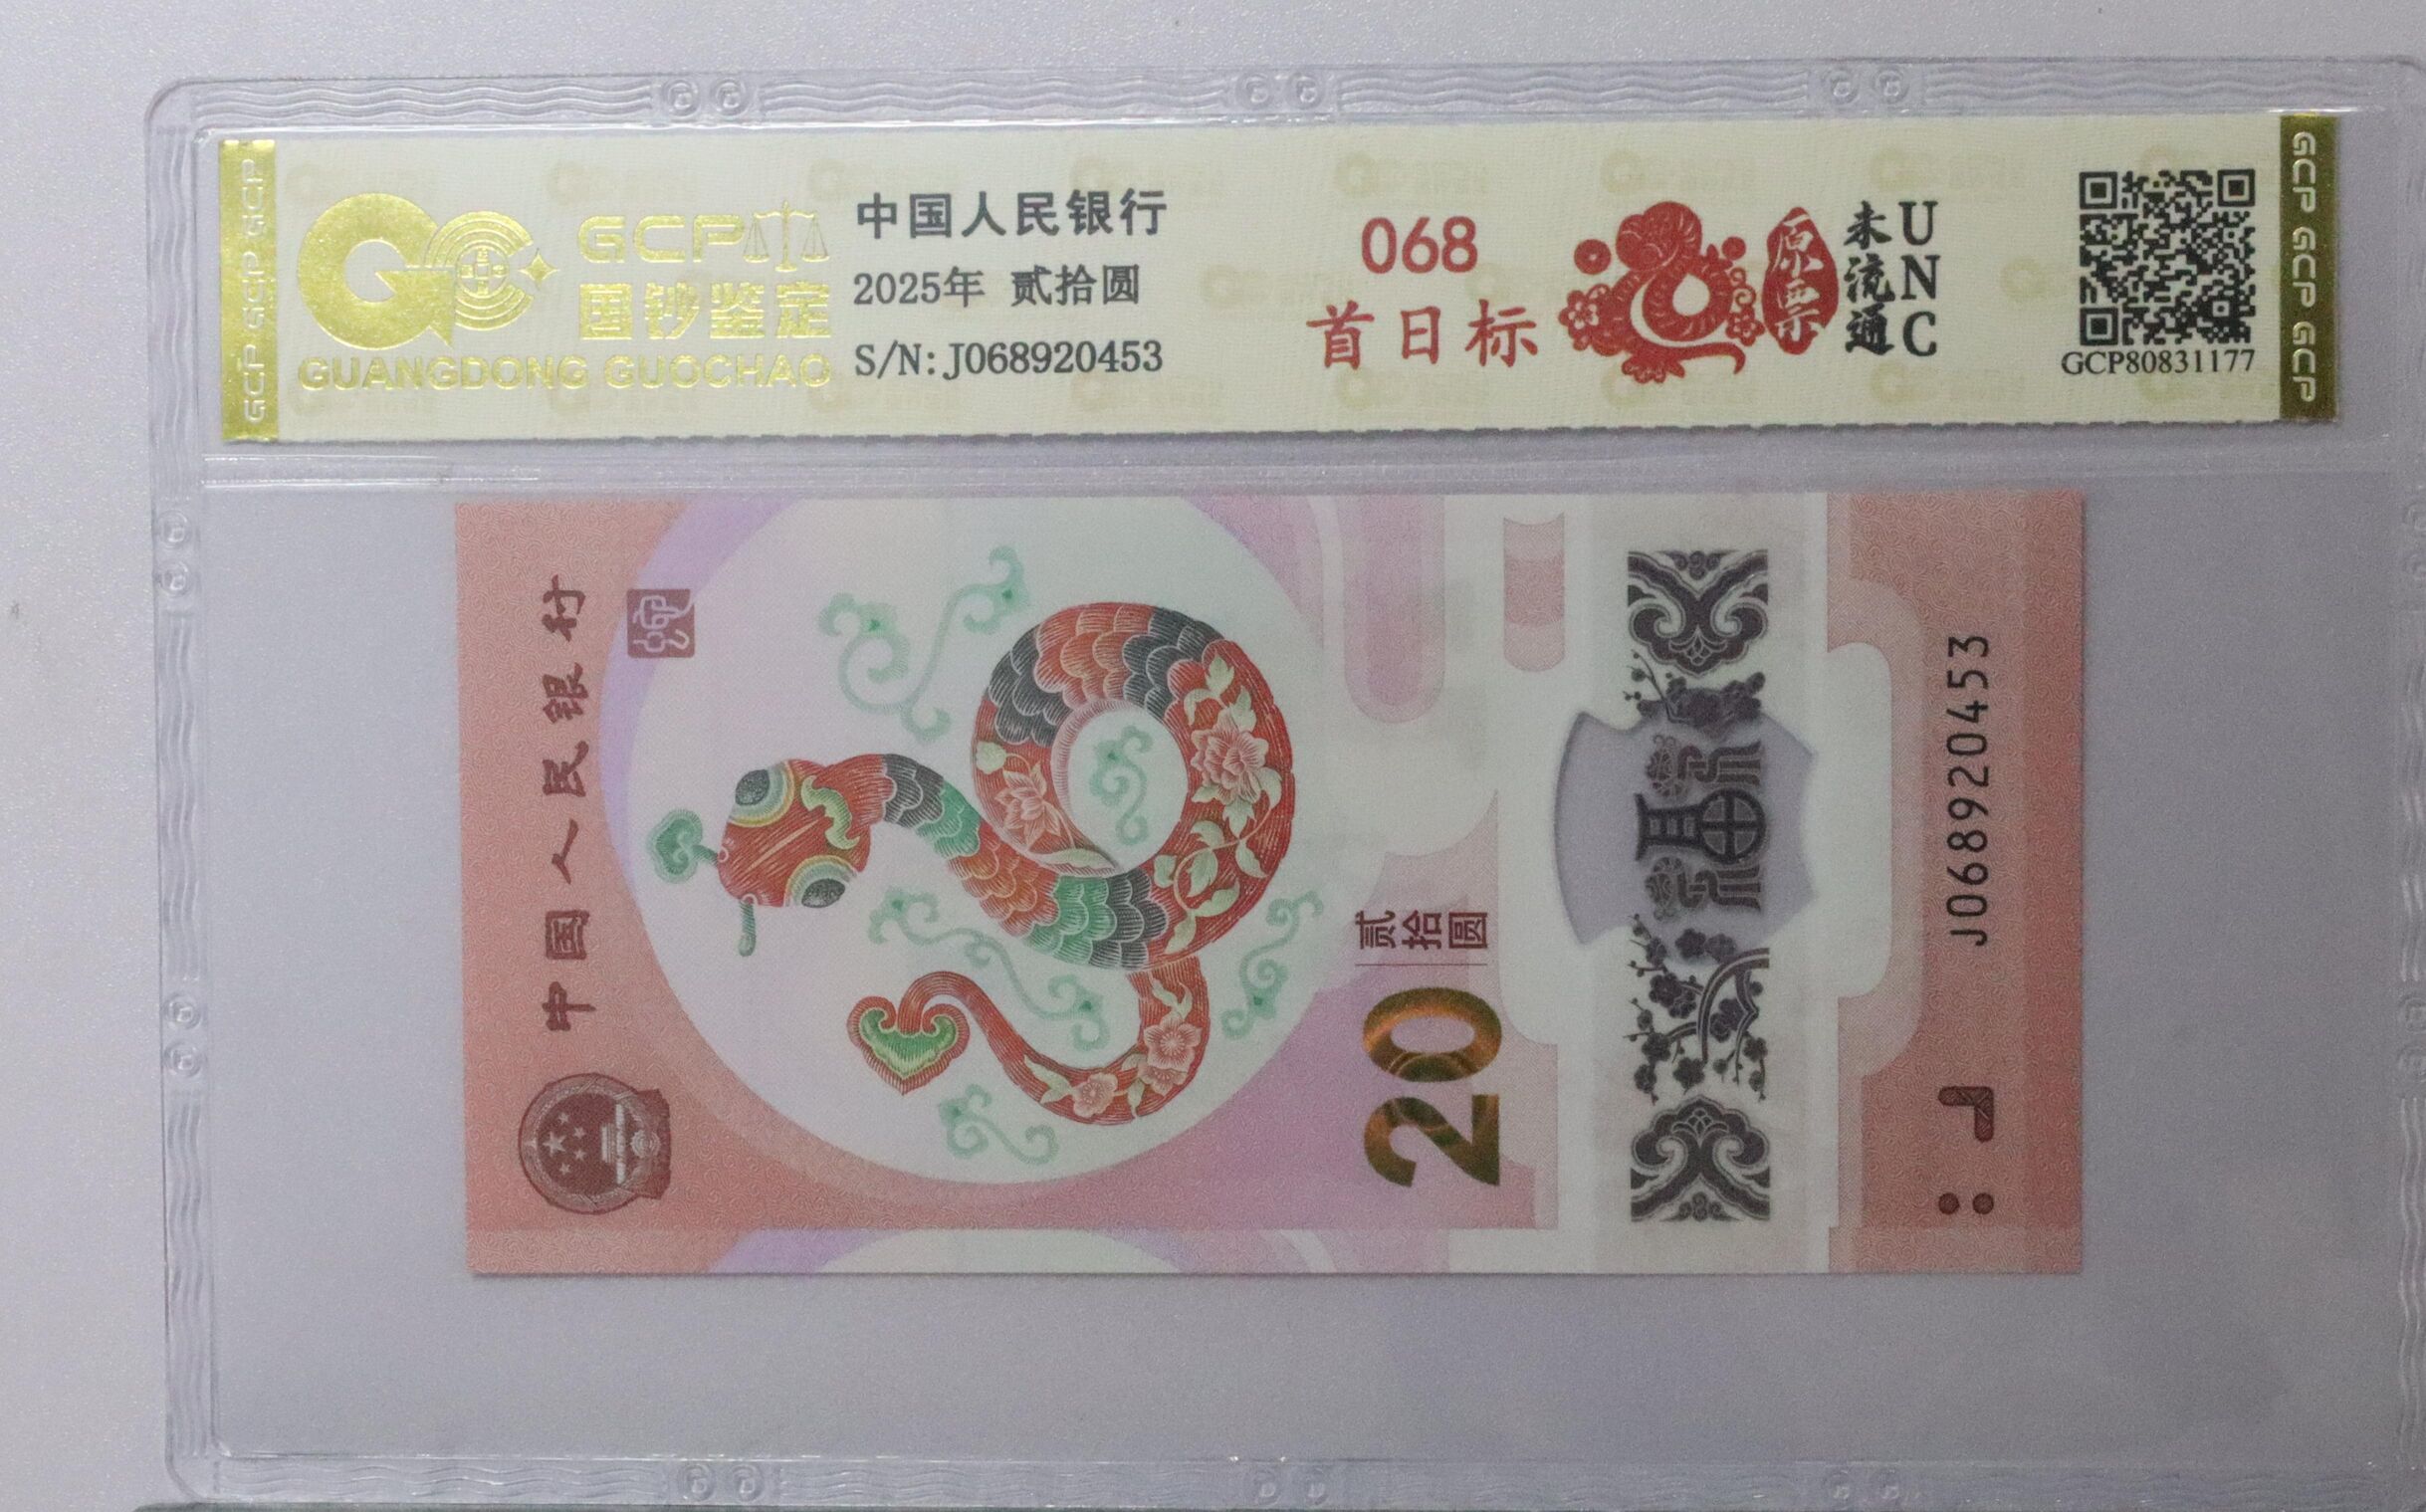 GCP GCP GCP
GCP
国钞鉴定
GUANGDONG GUOCHAO
中国人民银行
2025年 贰拾圆
S/N: J068920453
068
首日标
原票
未流通
UNC
GCP80831177
GCP GCP GCP
中国人民银行
蛇
贰拾圆
20
福
J068920453